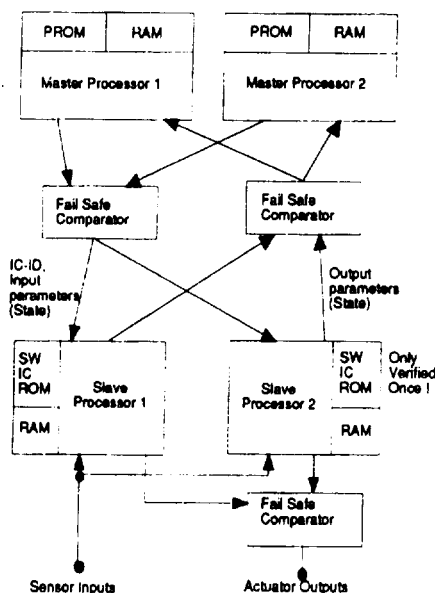 PROM RAM PROM RAM
Master Processor 1 Master Processor 2
Fail Safe
Comparator
Fail Safe
Comparator
IC-ID,
Input
parameters
(State)
Output
parameters
(State)
SW
IC
ROM
RAM
Slave
Processor 1
Slave
Processor 2
SW
IC
ROM
RAM
Only
Verified
Once !
Fail Safe
Comparator
Sensor Inputs Actuator Outputs